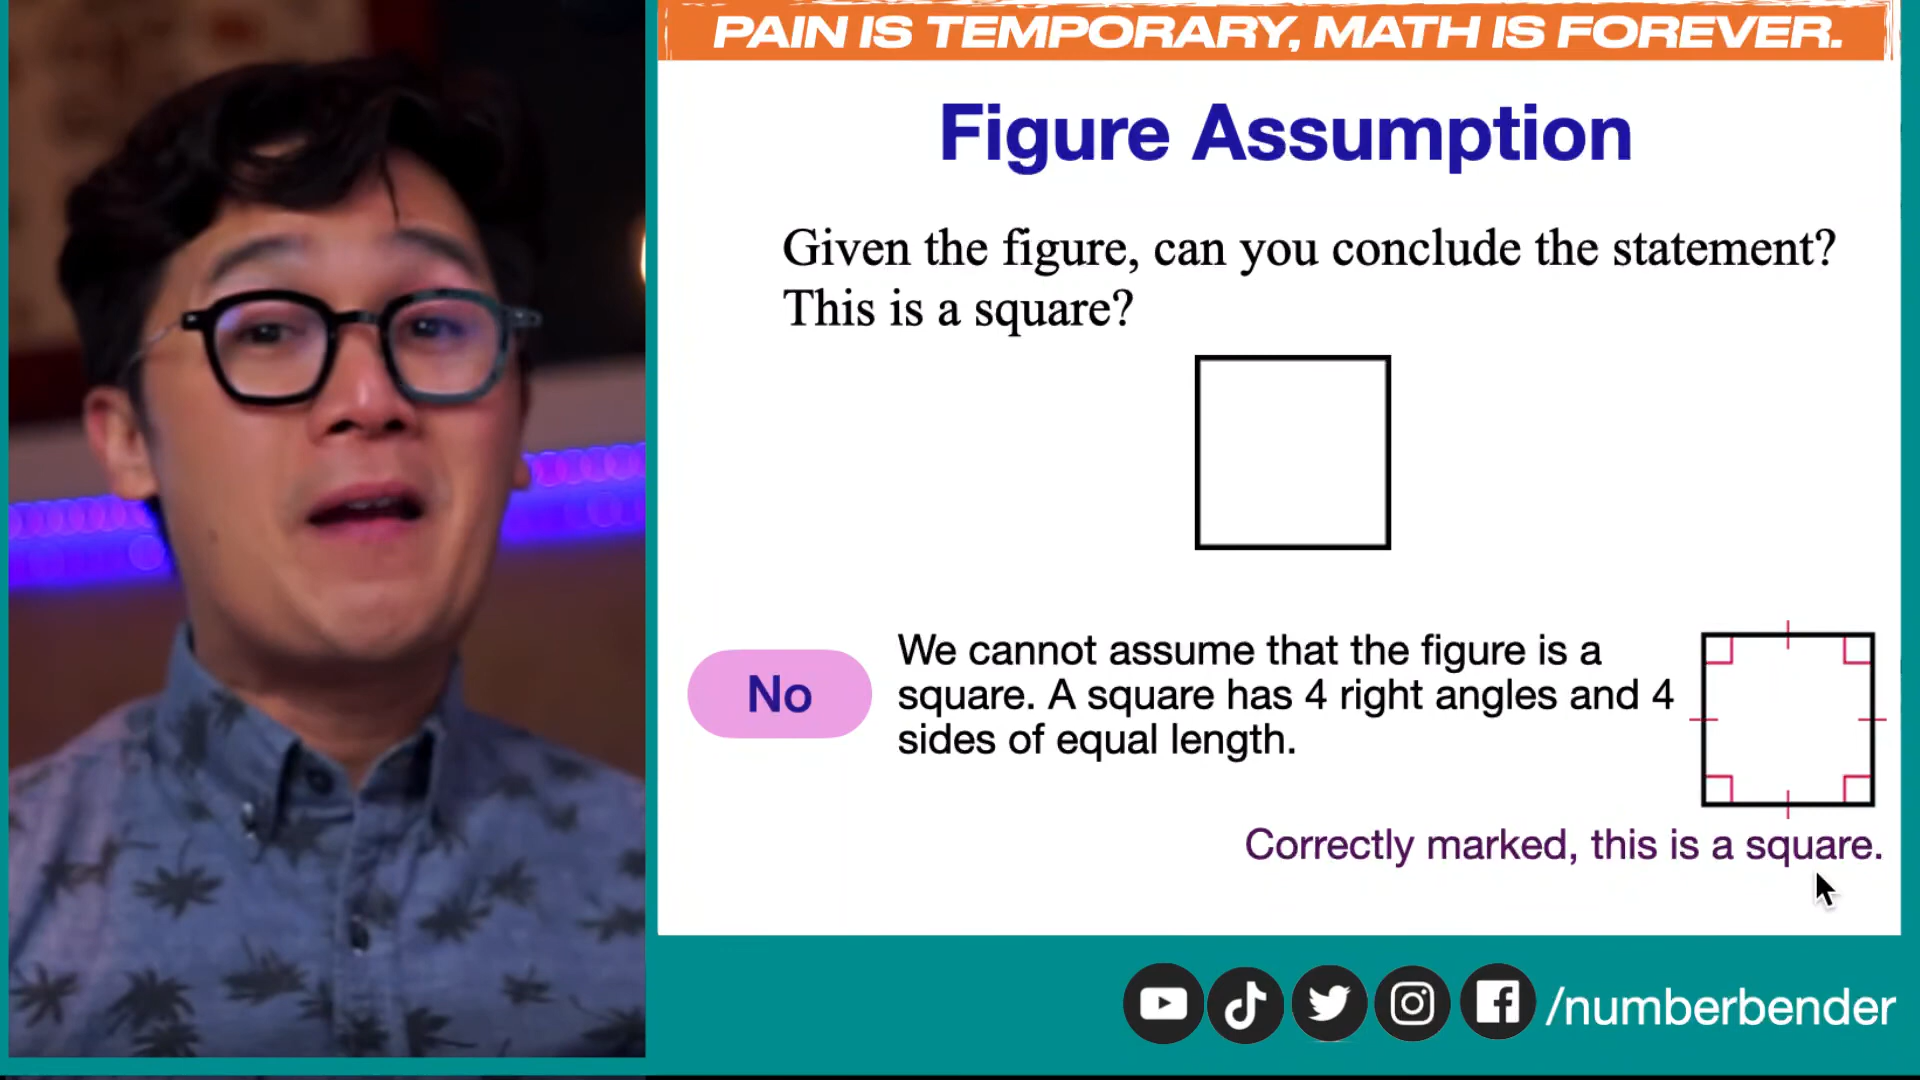 PAIN IS TEMPORARY, MATH IS FOREVER.
Figure Assumption
Given the figure, can you conclude the statement?
This is a square?
No
We cannot assume that the figure is a
square. A square has 4 right angles and 4
sides of equal length.
Correctly marked, this is a square.
/numberbender